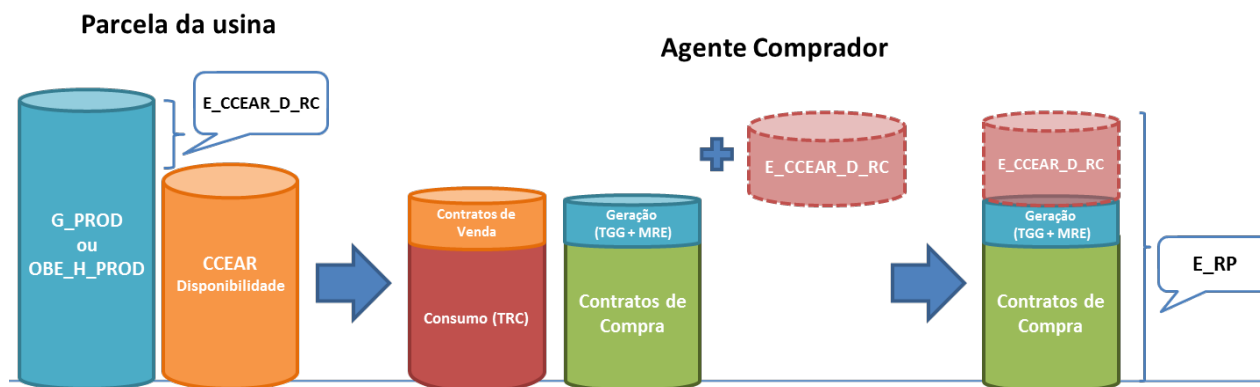 Parcela da usina
E_CCEAR_D_RC
G_PROD
ou
OBE_H_PROD
CCEAR
Disponibilidade
Agente Comprador
Contratos de
Venda
Consumo (TRC)
Geração
(TGG + MRE)
Contratos de
Compra
E_CCEAR_D_RC
E_CCEAR_D_RC
Geração
(TGG + MRE)
Contratos de
Compra
E_RP